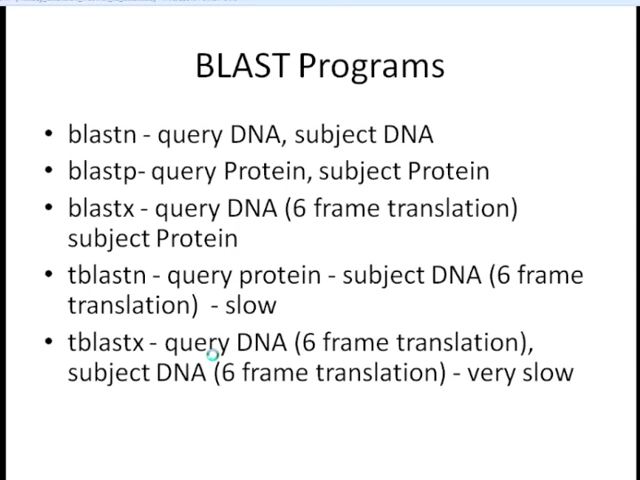 BLAST Programs
• blastn - query DNA, subject DNA
• blastp- query Protein, subject Protein
• blastx - query DNA (6 frame translation)
subject Protein
• tblastn - query protein - subject DNA (6 frame
translation)  - slow
• tblastx - query DNA (6 frame translation),
subject DNA (6 frame translation) - very slow